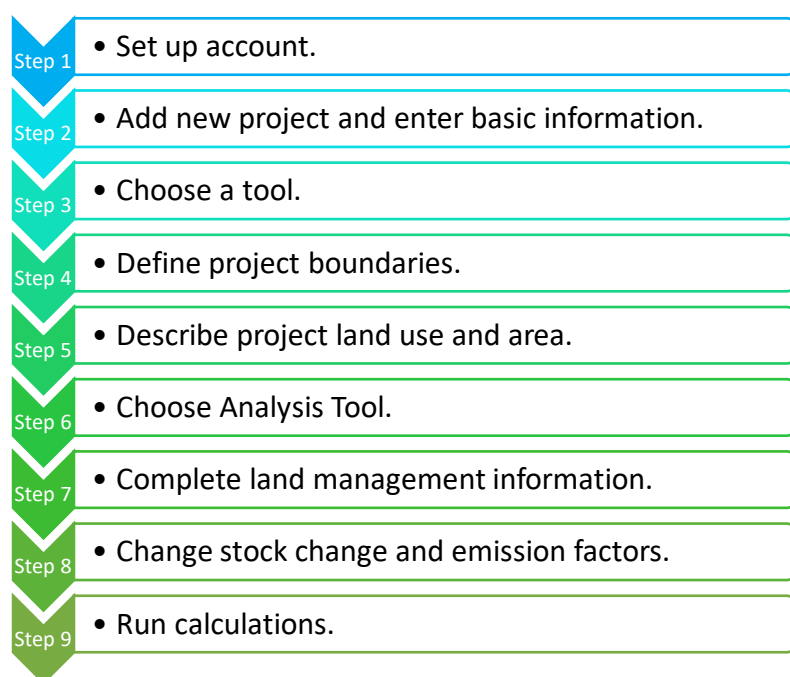 Step 1
• Set up account.
Step 2
• Add new project and enter basic information.
Step 3
• Choose a tool.
Step 4
• Define project boundaries.
Step 5
• Describe project land use and area.
Step 6
• Choose Analysis Tool.
Step 7
• Complete land management information.
Step 8
• Change stock change and emission factors.
Step 9
• Run calculations.